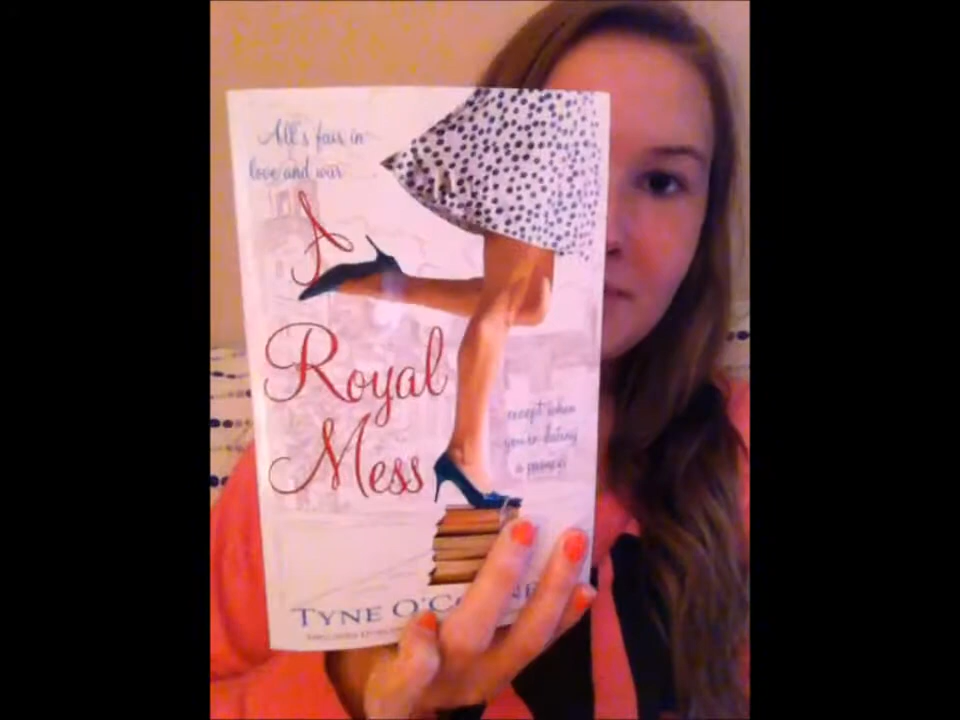 All's fair in
love and war
A
Royal
Mess
except when
you're dating
a prince
TYNE O'C